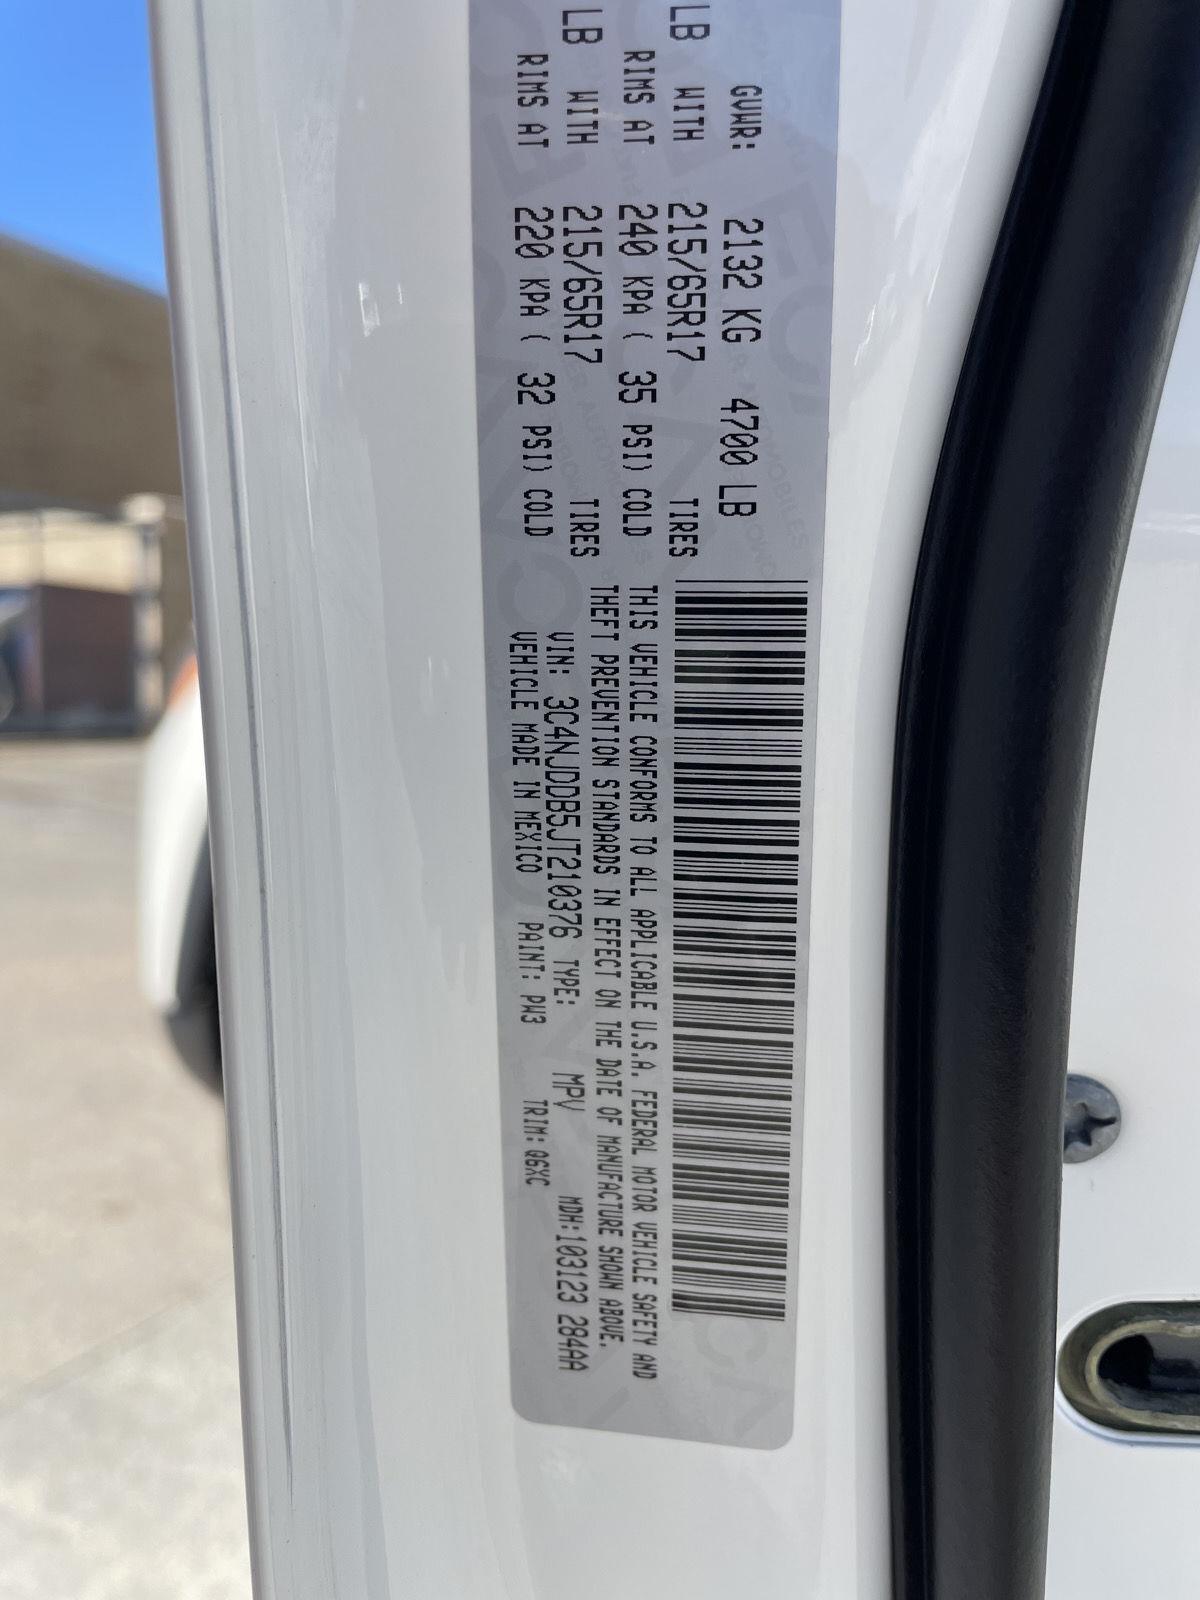 GVWR: 2132 KG 4700 LB
LB WITH 215/65R17 TIRES
RIMS AT 240 KPA ( 35 PSI) COLD
LB WITH 215/65R17 TIRES
RIMS AT 220 KPA ( 32 PSI) COLD
THIS VEHICLE CONFORMS TO ALL APPLICABLE U.S.A. FEDERAL MOTOR VEHICLE SAFETY AND
THEFT PREVENTION STANDARDS IN EFFECT ON THE DATE OF MANUFACTURE SHOWN ABOVE.
VIN: 3C4NJDDB5JT210376 TYPE: MPV MDH:103123 284AA
VEHICLE MADE IN MEXICO PAINT: PW3 TRIM: Q6XC